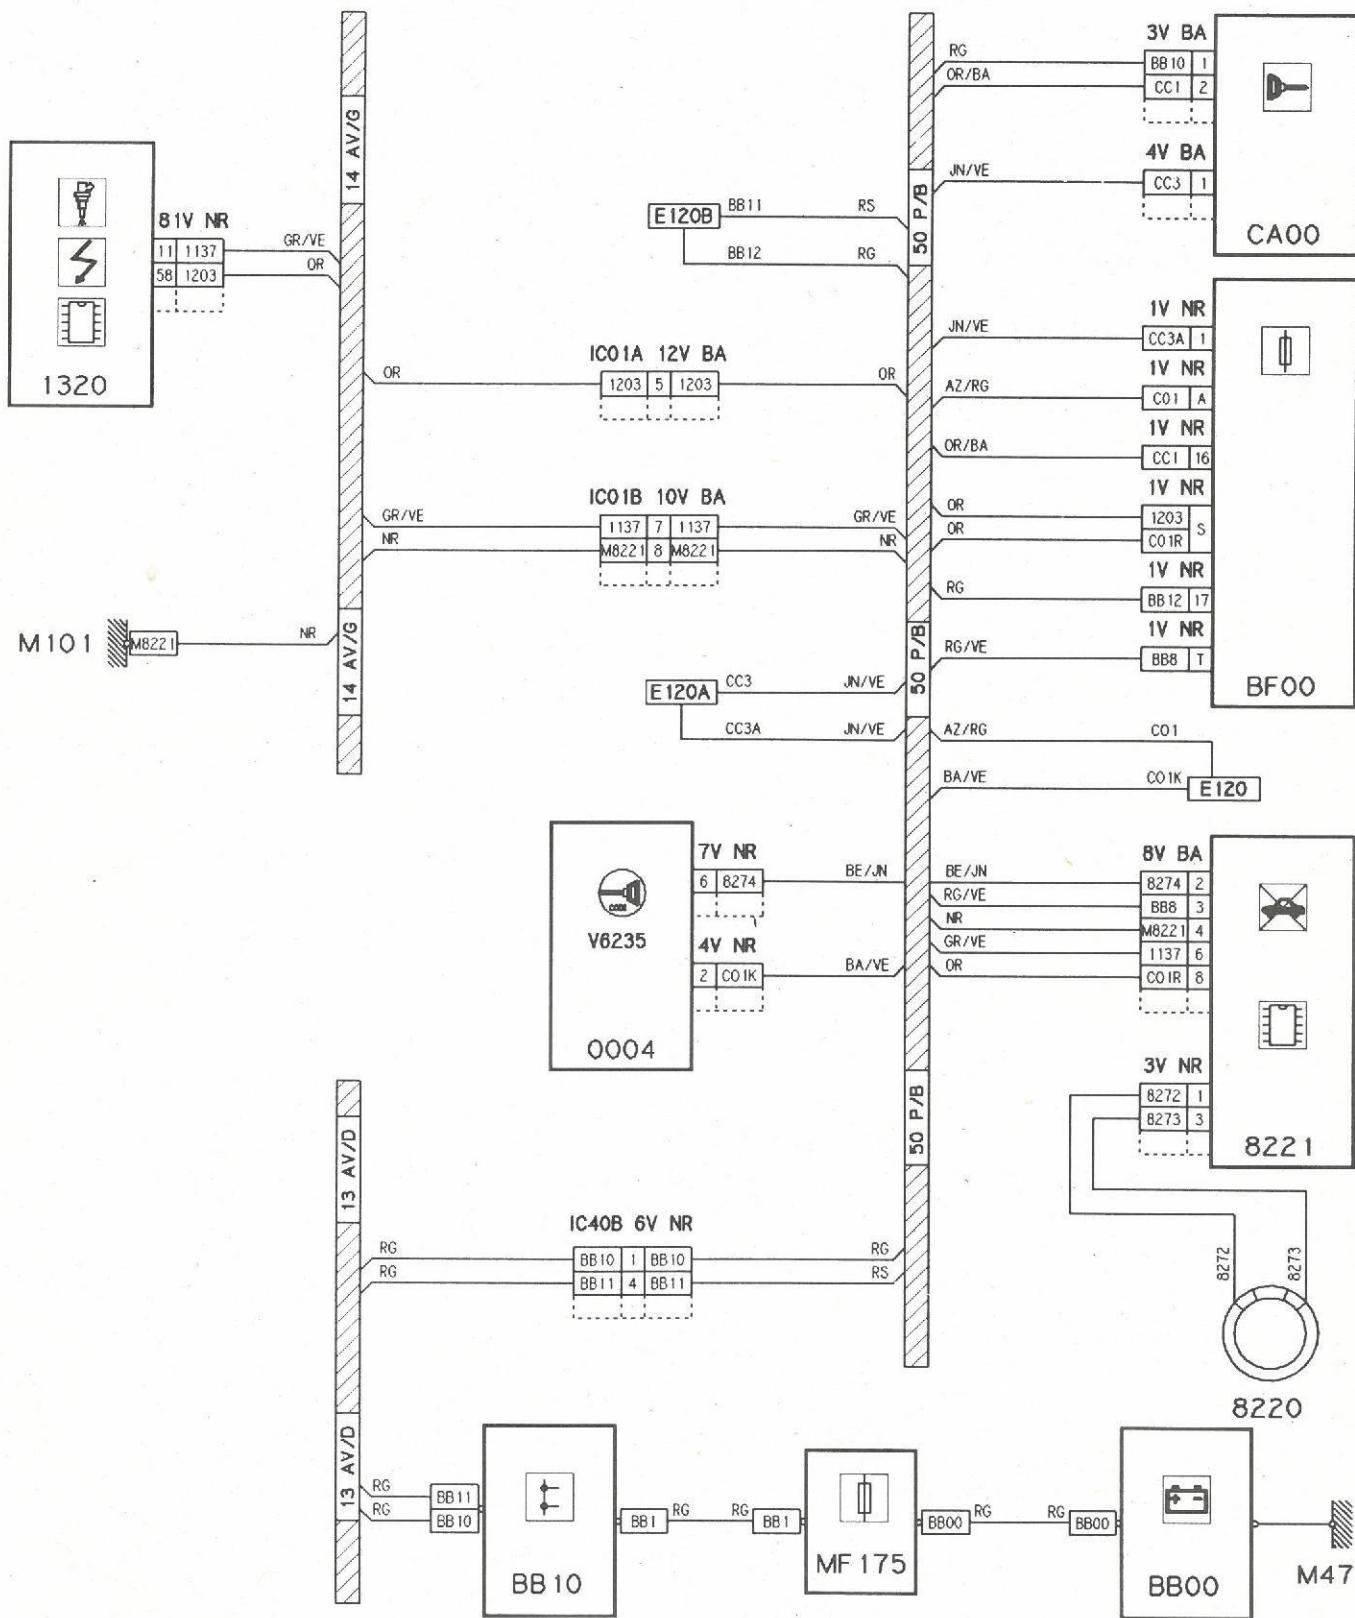 3V BA
RG
BB10 1
OR/BA
CC1 2
14 AV/G
4V BA
JN/VE
CC3 1
50 P/B
CA00
81V NR
11 1137
GR/VE
58 1203
OR
1320
E120B
BB11
RS
BB12
RG
1V NR
JN/VE
CC3A 1
IC01A 12V BA
OR
1203 5 1203
OR
1V NR
AZ/RG
C01 A
1V NR
OR/BA
CC1 16
IC01B 10V BA
GR/VE
1137 7 1137
GR/VE
NR
M8221 8 M8221
NR
1V NR
OR
1203
S
OR
C01R
1V NR
RG
BB12 17
1V NR
RG/VE
BB8 T
BF00
M101
M8221
NR
14 AV/G
50 P/B
E120A
CC3
JN/VE
CC3A
JN/VE
AZ/RG
C01
BA/VE
C01K
E120
7V NR
6 8274
BE/JN
CODE
V6235
4V NR
2 C01K
BA/VE
0004
8V BA
BE/JN
8274 2
RG/VE
BB8 3
NR
M8221 4
GR/VE
1137 6
OR
C01R 8
3V NR
8272 1
8273 3
8221
50 P/B
13 AV/D
IC40B 6V NR
RG
BB10 1 BB10
RG
RG
BB11 4 BB11
RS
8272
8273
8220
13 AV/D
RG
BB11
RG
BB10
BB10
BB1
RG
RG
BB1
MF175
BB00
RG
RG
BB00
BB00
M47